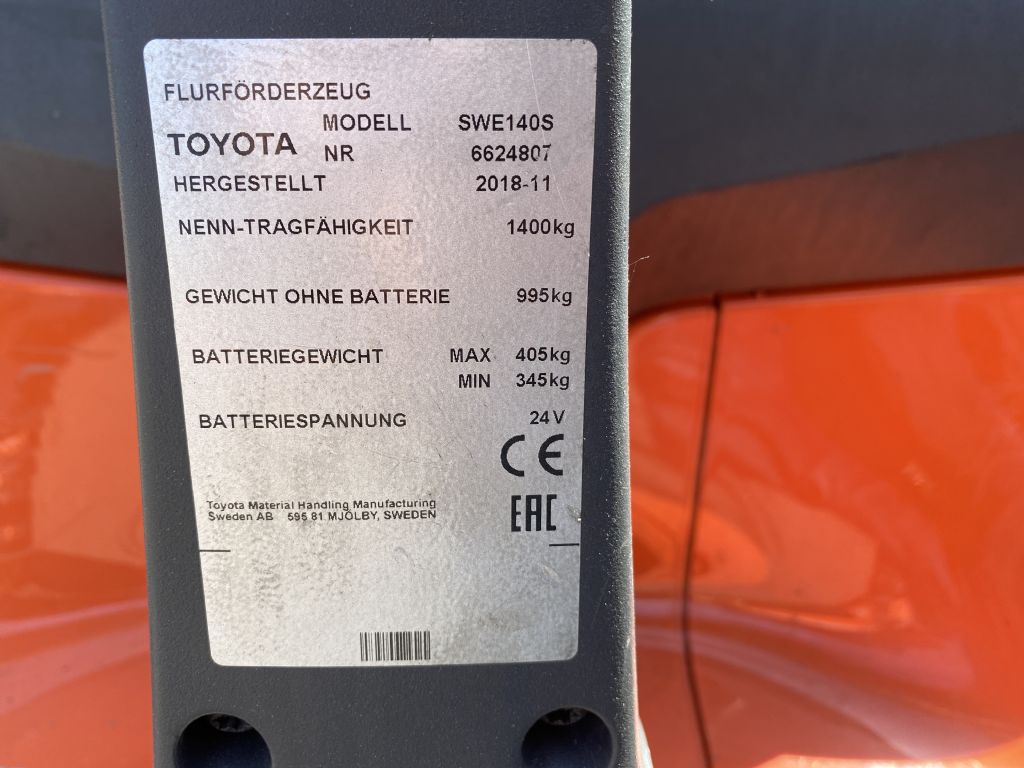 FLURFÖRDERZEUG
MODELL SWE140S
TOYOTA
NR 6624807
HERGESTELLT 2018-11
NENN-TRAGFÄHIGKEIT 1400kg
GEWICHT OHNE BATTERIE 995kg
BATTERIEGEWICHT MAX 405kg
MIN 345kg
BATTERIESPANNUNG 24V
CE
EAC
Toyota Material Handling Manufacturing
Sweden AB 595 81 MJÖLBY, SWEDEN